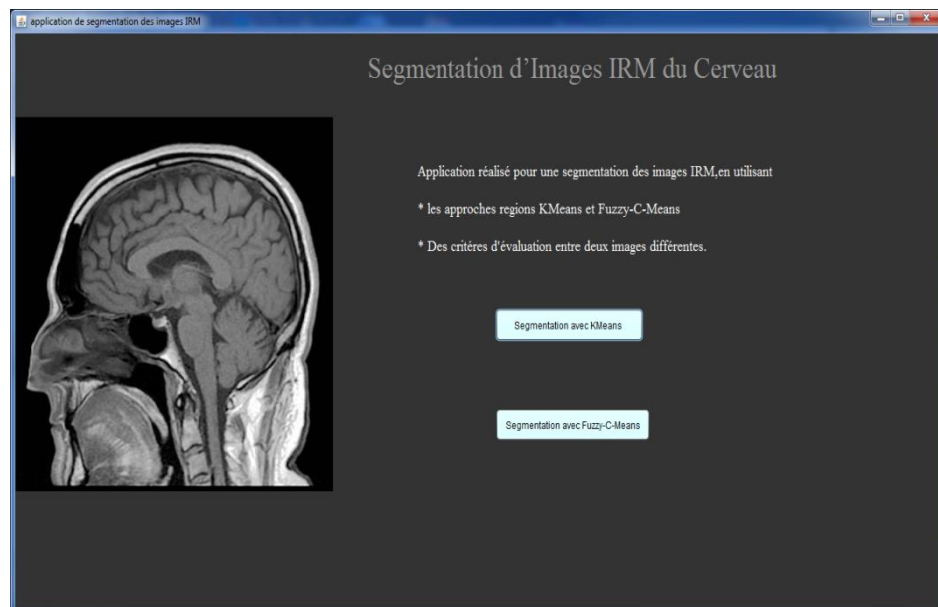 application de segmentation des images IRM
Segmentation d'Images IRM du Cerveau
Application réalisé pour une segmentation des images IRM,en utilisant
* les approches regions KMeans et Fuzzy-C-Means
* Des critéres d'évaluation entre deux images différentes.
Segmentation avec KMeans
Segmentation avec Fuzzy-C-Means